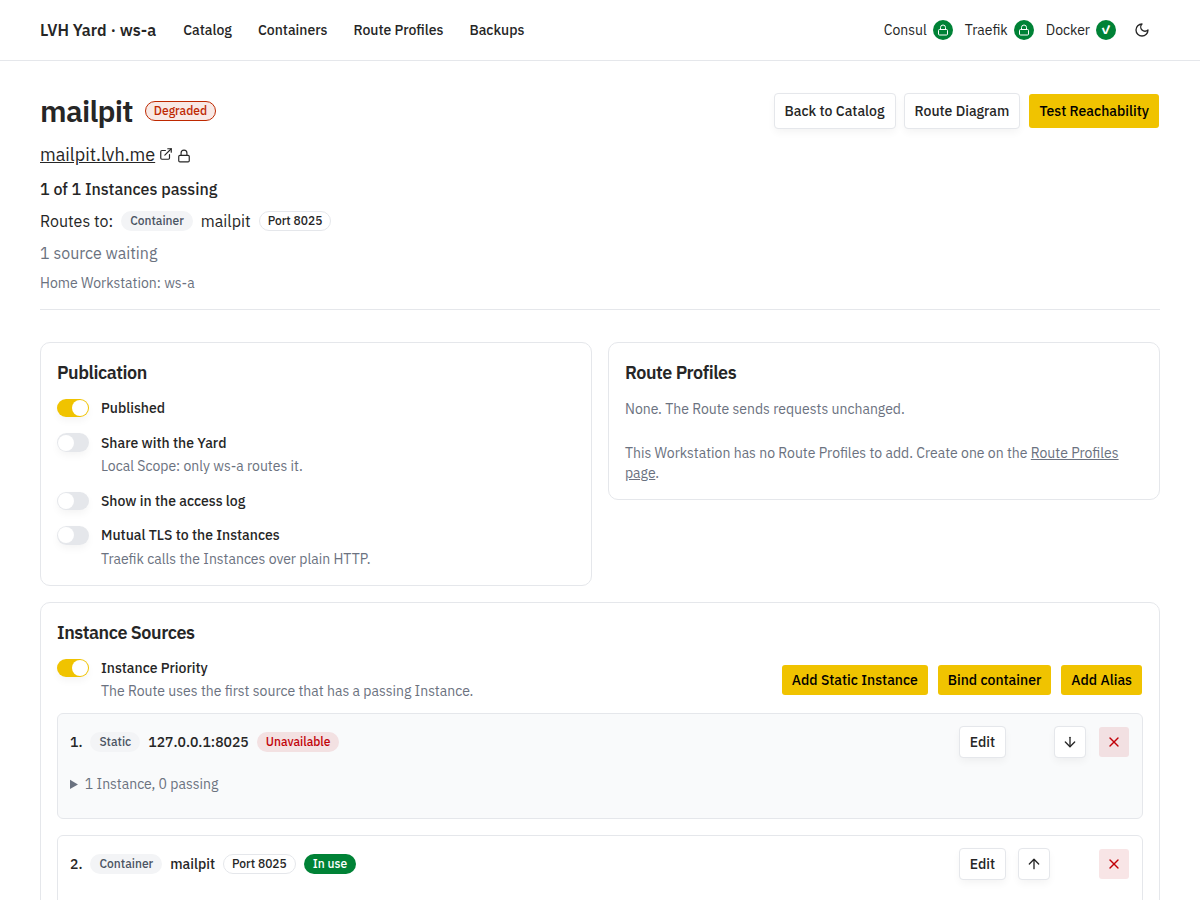 LVH Yard · ws-a Catalog Containers Route Profiles Backups Consul Traefik Docker
mailpit Degraded Back to Catalog Route Diagram Test Reachability
mailpit.lvh.me
1 of 1 Instances passing
Routes to: Container mailpit Port 8025
1 source waiting
Home Workstation: ws-a
Publication
Published
Share with the Yard
Local Scope: only ws-a routes it.
Show in the access log
Mutual TLS to the Instances
Traefik calls the Instances over plain HTTP.
Route Profiles
None. The Route sends requests unchanged.
This Workstation has no Route Profiles to add. Create one on the Route Profiles
page.
Instance Sources
Instance Priority
The Route uses the first source that has a passing Instance.
Add Static Instance Bind container Add Alias
1. Static 127.0.0.1:8025 Unavailable Edit
1 Instance, 0 passing
2. Container mailpit Port 8025 In use Edit